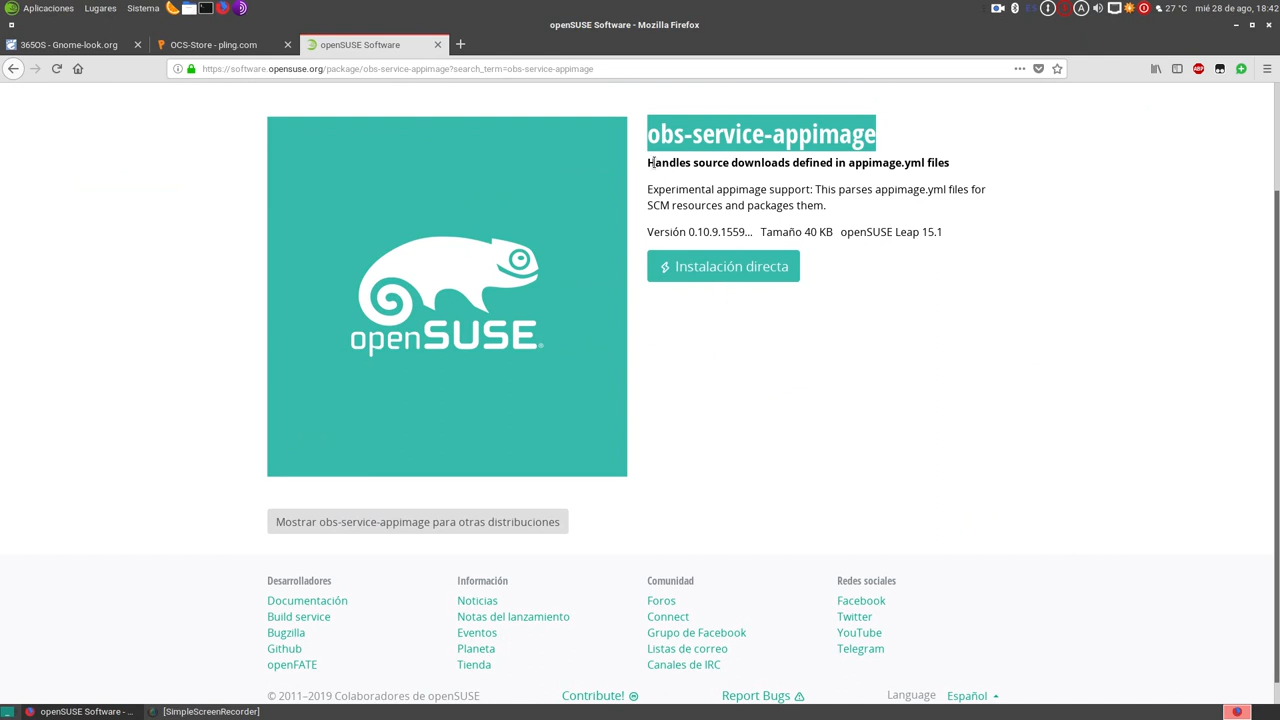 Aplicaciones Lugares Sistema 27 °C mié 28 de ago, 18:42
openSUSE Software - Mozilla Firefox
365OS - Gnome-look.org OCS-Store - pling.com openSUSE Software
https://software.opensuse.org/package/obs-service-appimage?search_term=obs-service-appimage
obs-service-appimage
Handles source downloads defined in appimage.yml files
Experimental appimage support: This parses appimage.yml files for
SCM resources and packages them.
Versión 0.10.9.1559... Tamaño 40 KB openSUSE Leap 15.1
Instalación directa
openSUSE
Mostrar obs-service-appimage para otras distribuciones
Desarrolladores Información Comunidad Redes sociales
Documentación Noticias Foros Facebook
Build service Notas del lanzamiento Connect Twitter
Bugzilla Eventos Grupo de Facebook YouTube
Github Planeta Listas de correo Telegram
openFATE Tienda Canales de IRC
© 2011–2019 Colaboradores de openSUSE Contribute! Report Bugs Language Español
openSUSE Software - ... [SimpleScreenRecorder]